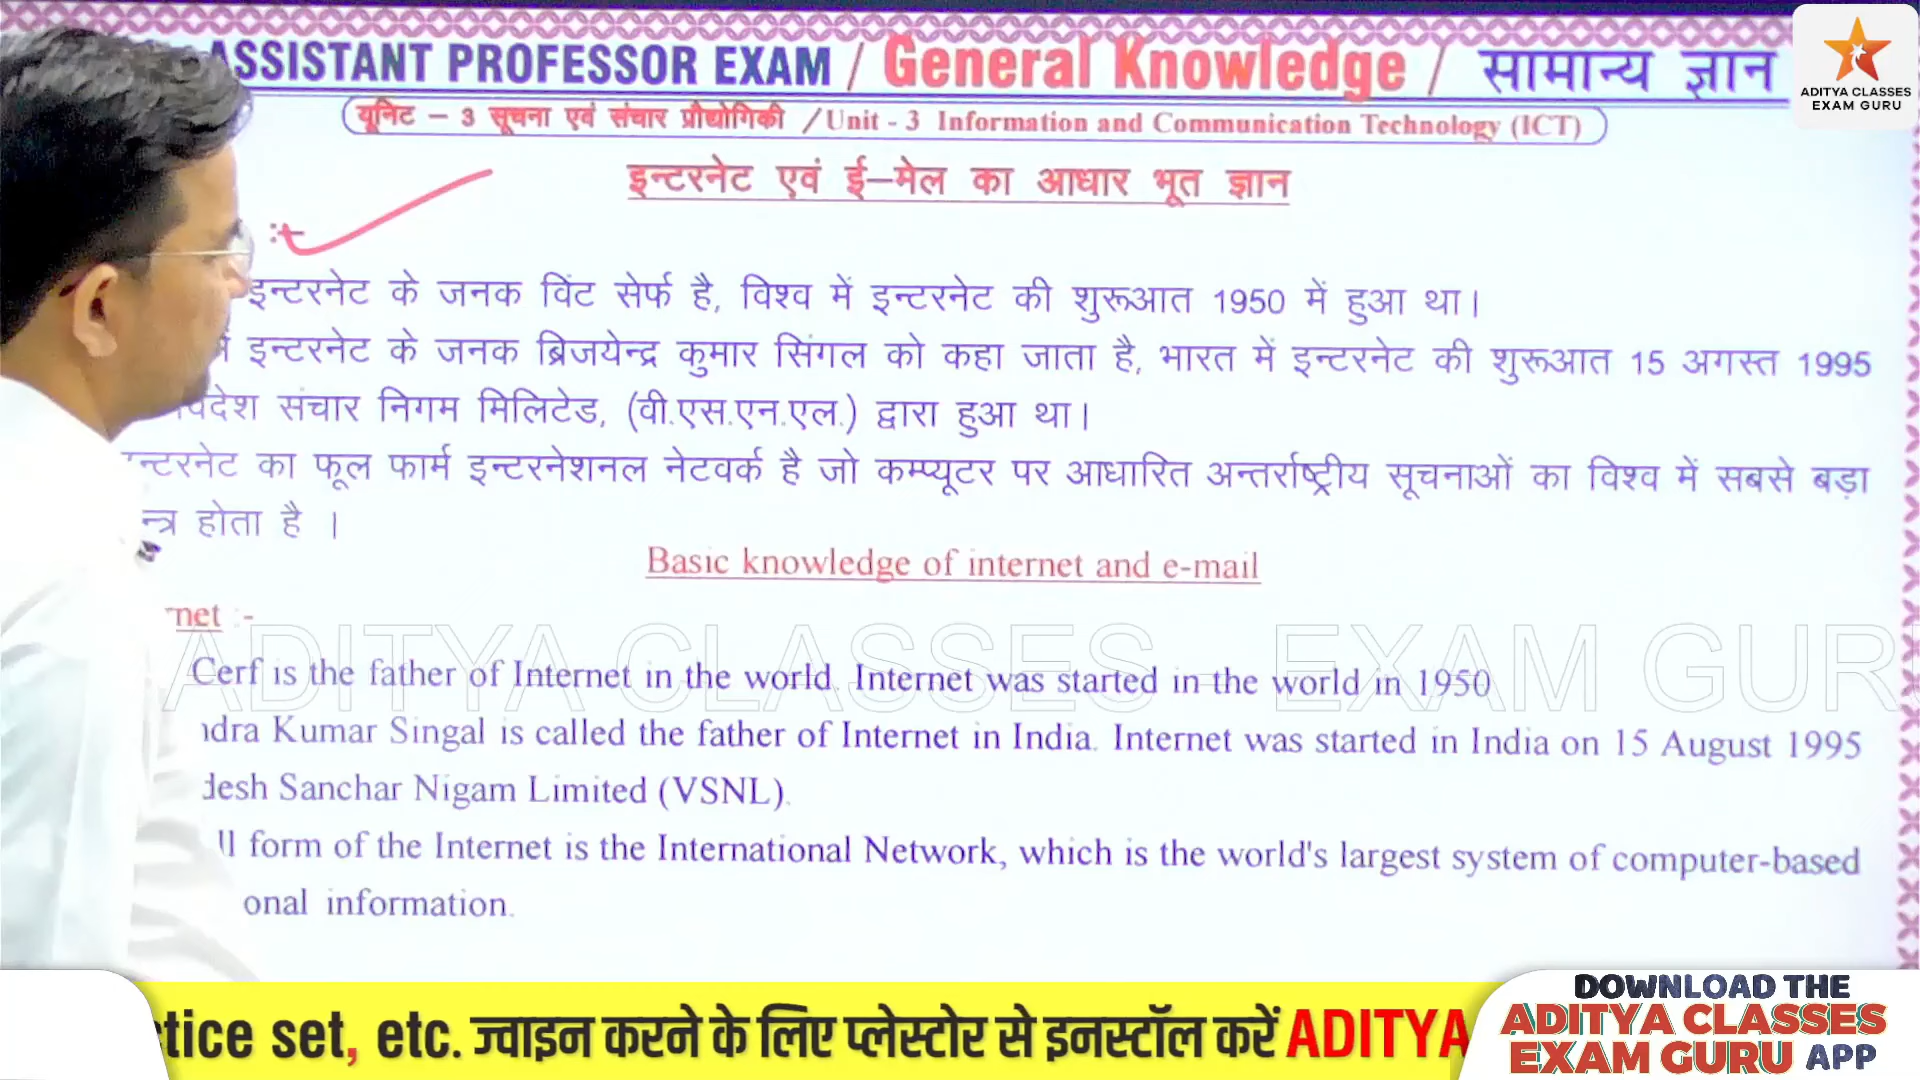 ASSISTANT PROFESSOR EXAM / General Knowledge / सामान्य ज्ञान
ADITYA CLASSES
EXAM GURU
यूनिट – 3 सूचना एवं संचार प्रौद्योगिकी / Unit - 3 Information and Communication Technology (ICT)
इन्टरनेट एवं ई–मेल का आधार भूत ज्ञान
इन्टरनेट के जनक विंट सेर्फ है, विश्व में इन्टरनेट की शुरूआत 1950 में हुआ था।
इन्टरनेट के जनक ब्रिजयेन्द्र कुमार सिंगल को कहा जाता है, भारत में इन्टरनेट की शुरूआत 15 अगस्त 1995
संचार निगम मिलिटेड, (वी.एस.एन.एल.) द्वारा हुआ था।
का फूल फार्म इन्टरनेशनल नेटवर्क है जो कम्प्यूटर पर आधारित अन्तर्राष्ट्रीय सूचनाओं का विश्व में सबसे बड़ा
होता है ।
Basic knowledge of internet and e-mail
net :-
Cerf is the father of Internet in the world. Internet was started in the world in 1950
Kumar Singal is called the father of Internet in India. Internet was started in India on 15 August 1995
Sanchar Nigam Limited (VSNL).
form of the Internet is the International Network, which is the world's largest system of computer-based
onal information.
ADITYA CLASSES EXAM GUR
tice set, etc. ज्वाइन करने के लिए प्लेस्टोर से इनस्टॉल करें ADITYA
DOWNLOAD THE
ADITYA CLASSES
EXAM GURU APP